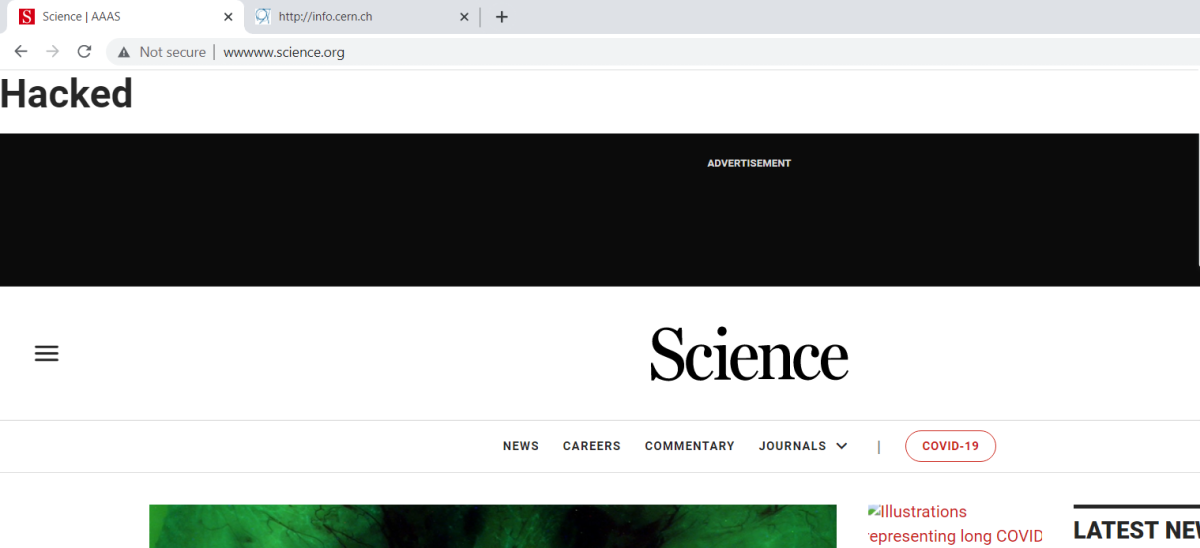 Science | AAAS
http://info.cern.ch
Not secure | wwwww.science.org
Hacked
ADVERTISEMENT
Science
NEWS CAREERS COMMENTARY JOURNALS | COVID-19
Illustrations
representing long COVID
LATEST NEW